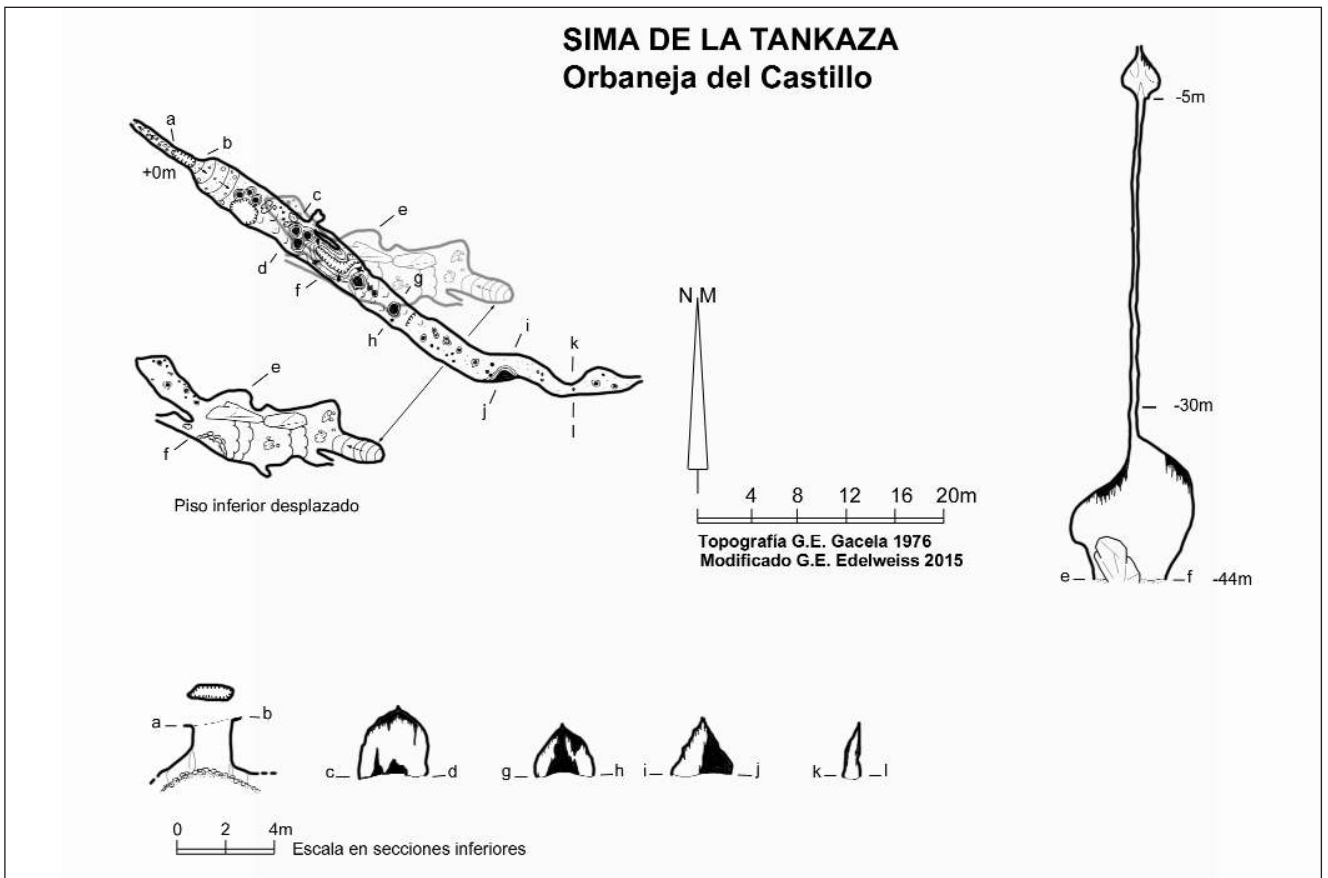 SIMA DE LA TANKAZA
Orbaneja del Castillo
-5m
a
b
+0m
c
e
d
f
g
h
i
k
j
l
N M
-30m
e
f
Piso inferior desplazado
4 8 12 16 20m
Topografía G.E. Gacela 1976
Modificado G.E. Edelweiss 2015
e f -44m
a b
c d
g h
i j
k l
0 2 4m
Escala en secciones inferiores